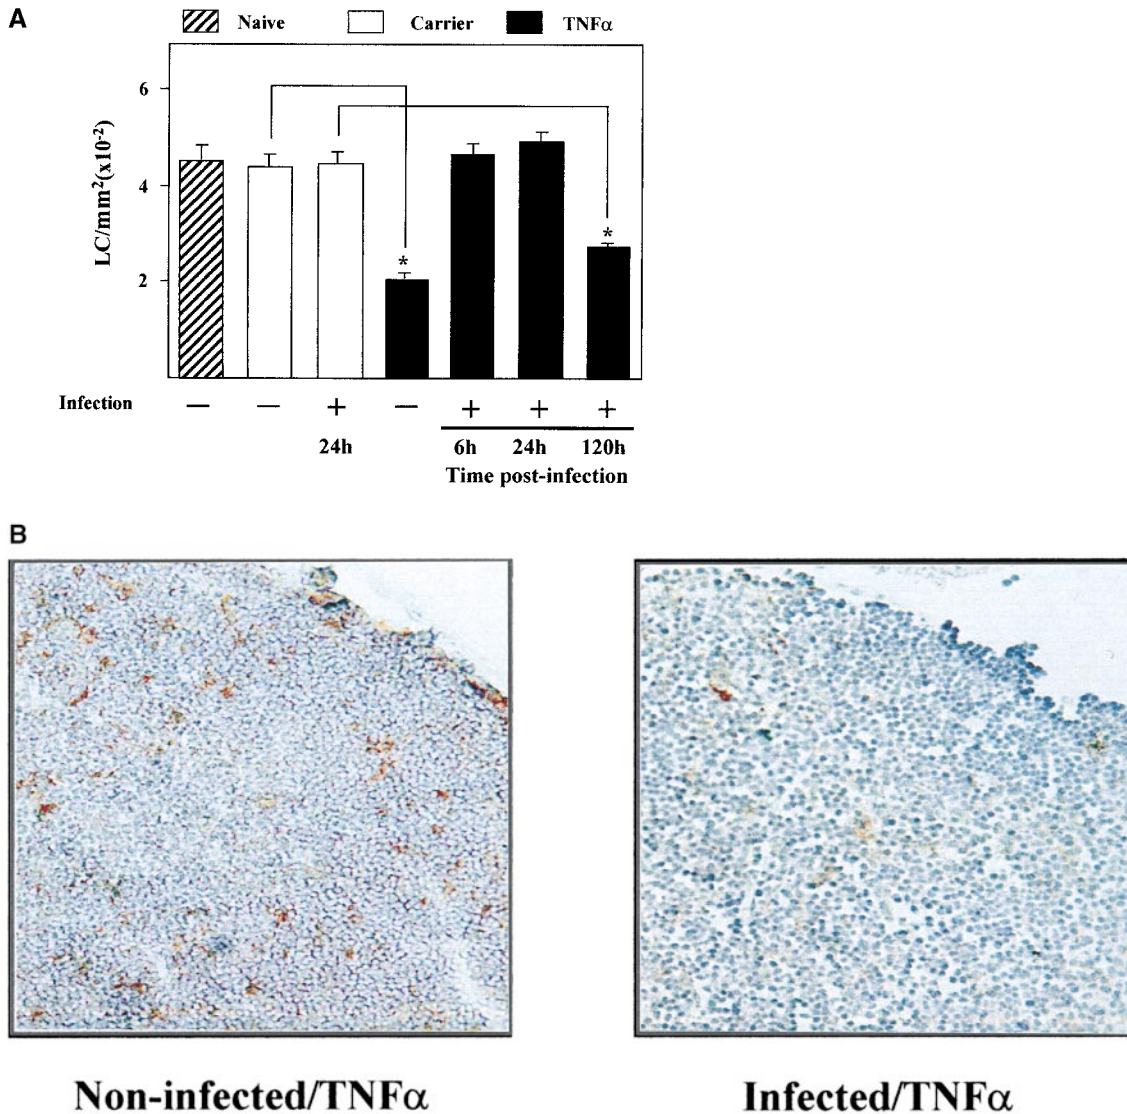 A
Naive Carrier TNFα
6
4
2
LC/mm²(x10⁻²)
* *
Infection — — + — + + +
24h 6h 24h 120h
Time post-infection
B
Non-infected/TNFα Infected/TNFα